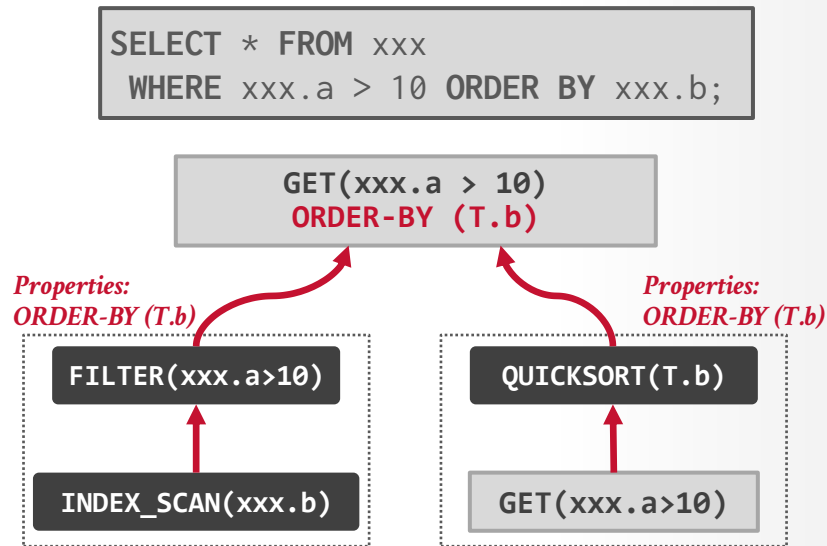 SELECT * FROM xxx
WHERE xxx.a > 10 ORDER BY xxx.b;
GET(xxx.a > 10)
ORDER-BY (T.b)
Properties:
ORDER-BY (T.b)
Properties:
ORDER-BY (T.b)
FILTER(xxx.a>10)
QUICKSORT(T.b)
INDEX_SCAN(xxx.b)
GET(xxx.a>10)